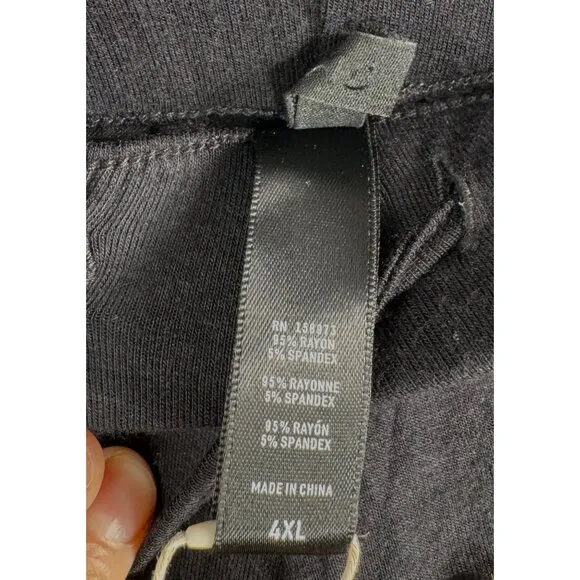 RN 158973
95% RAYON
5% SPANDEX
95% RAYONNE
5% SPANDEX
95% RAYÓN
5% SPANDEX
MADE IN CHINA
4XL